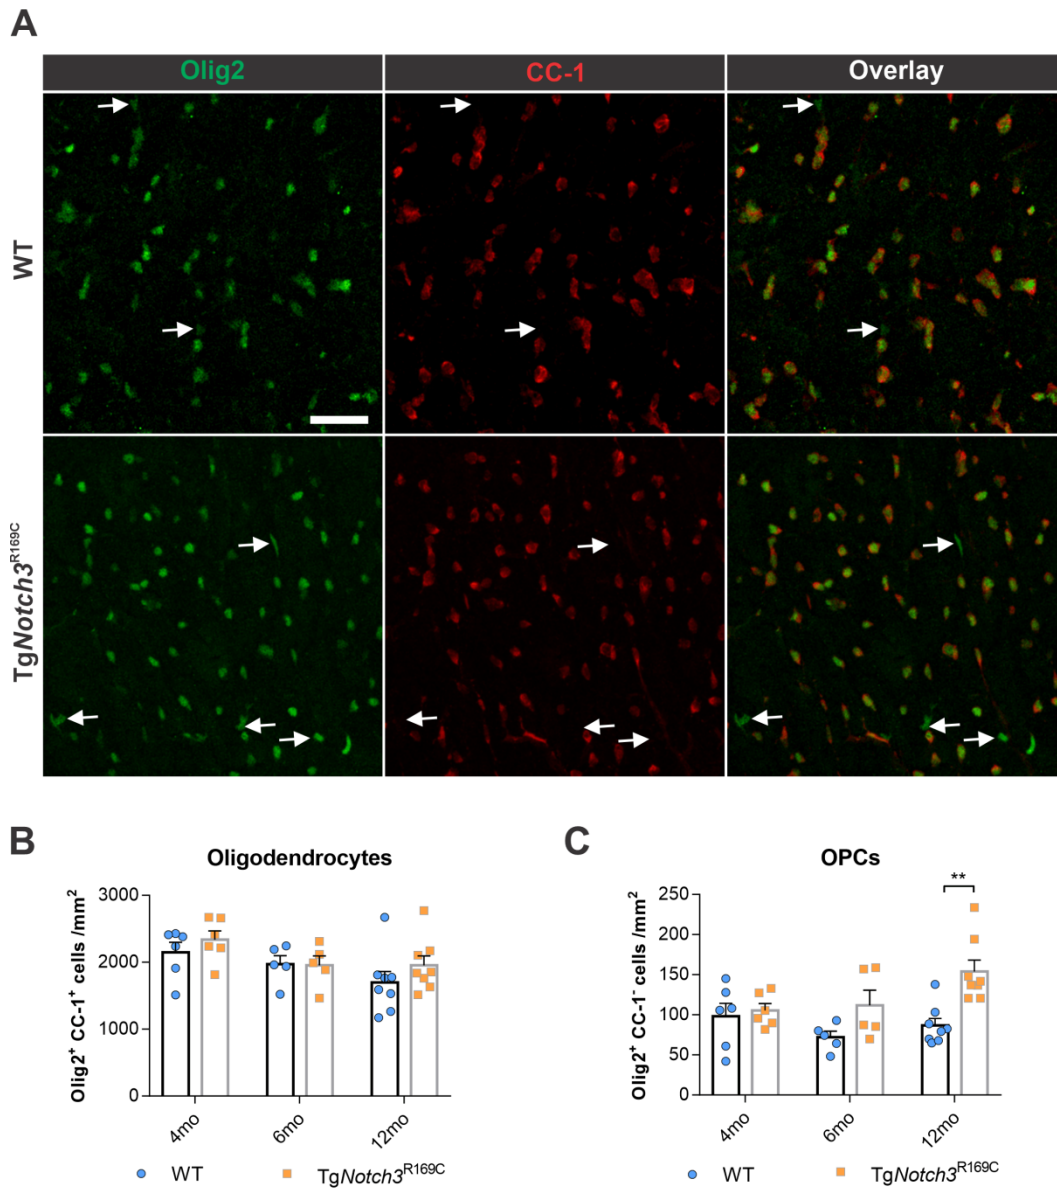 A
Olig2 CC-1 Overlay
WT
TgNotch3R169C
B
Oligodendrocytes
Olig2+ CC-1+ cells /mm2
3000
2000
1000
0
4mo 6mo 12mo
WT TgNotch3R169C
C
OPCs
Olig2+ CC-1- cells /mm2
250
200
150
100
50
0
**
4mo 6mo 12mo
WT TgNotch3R169C